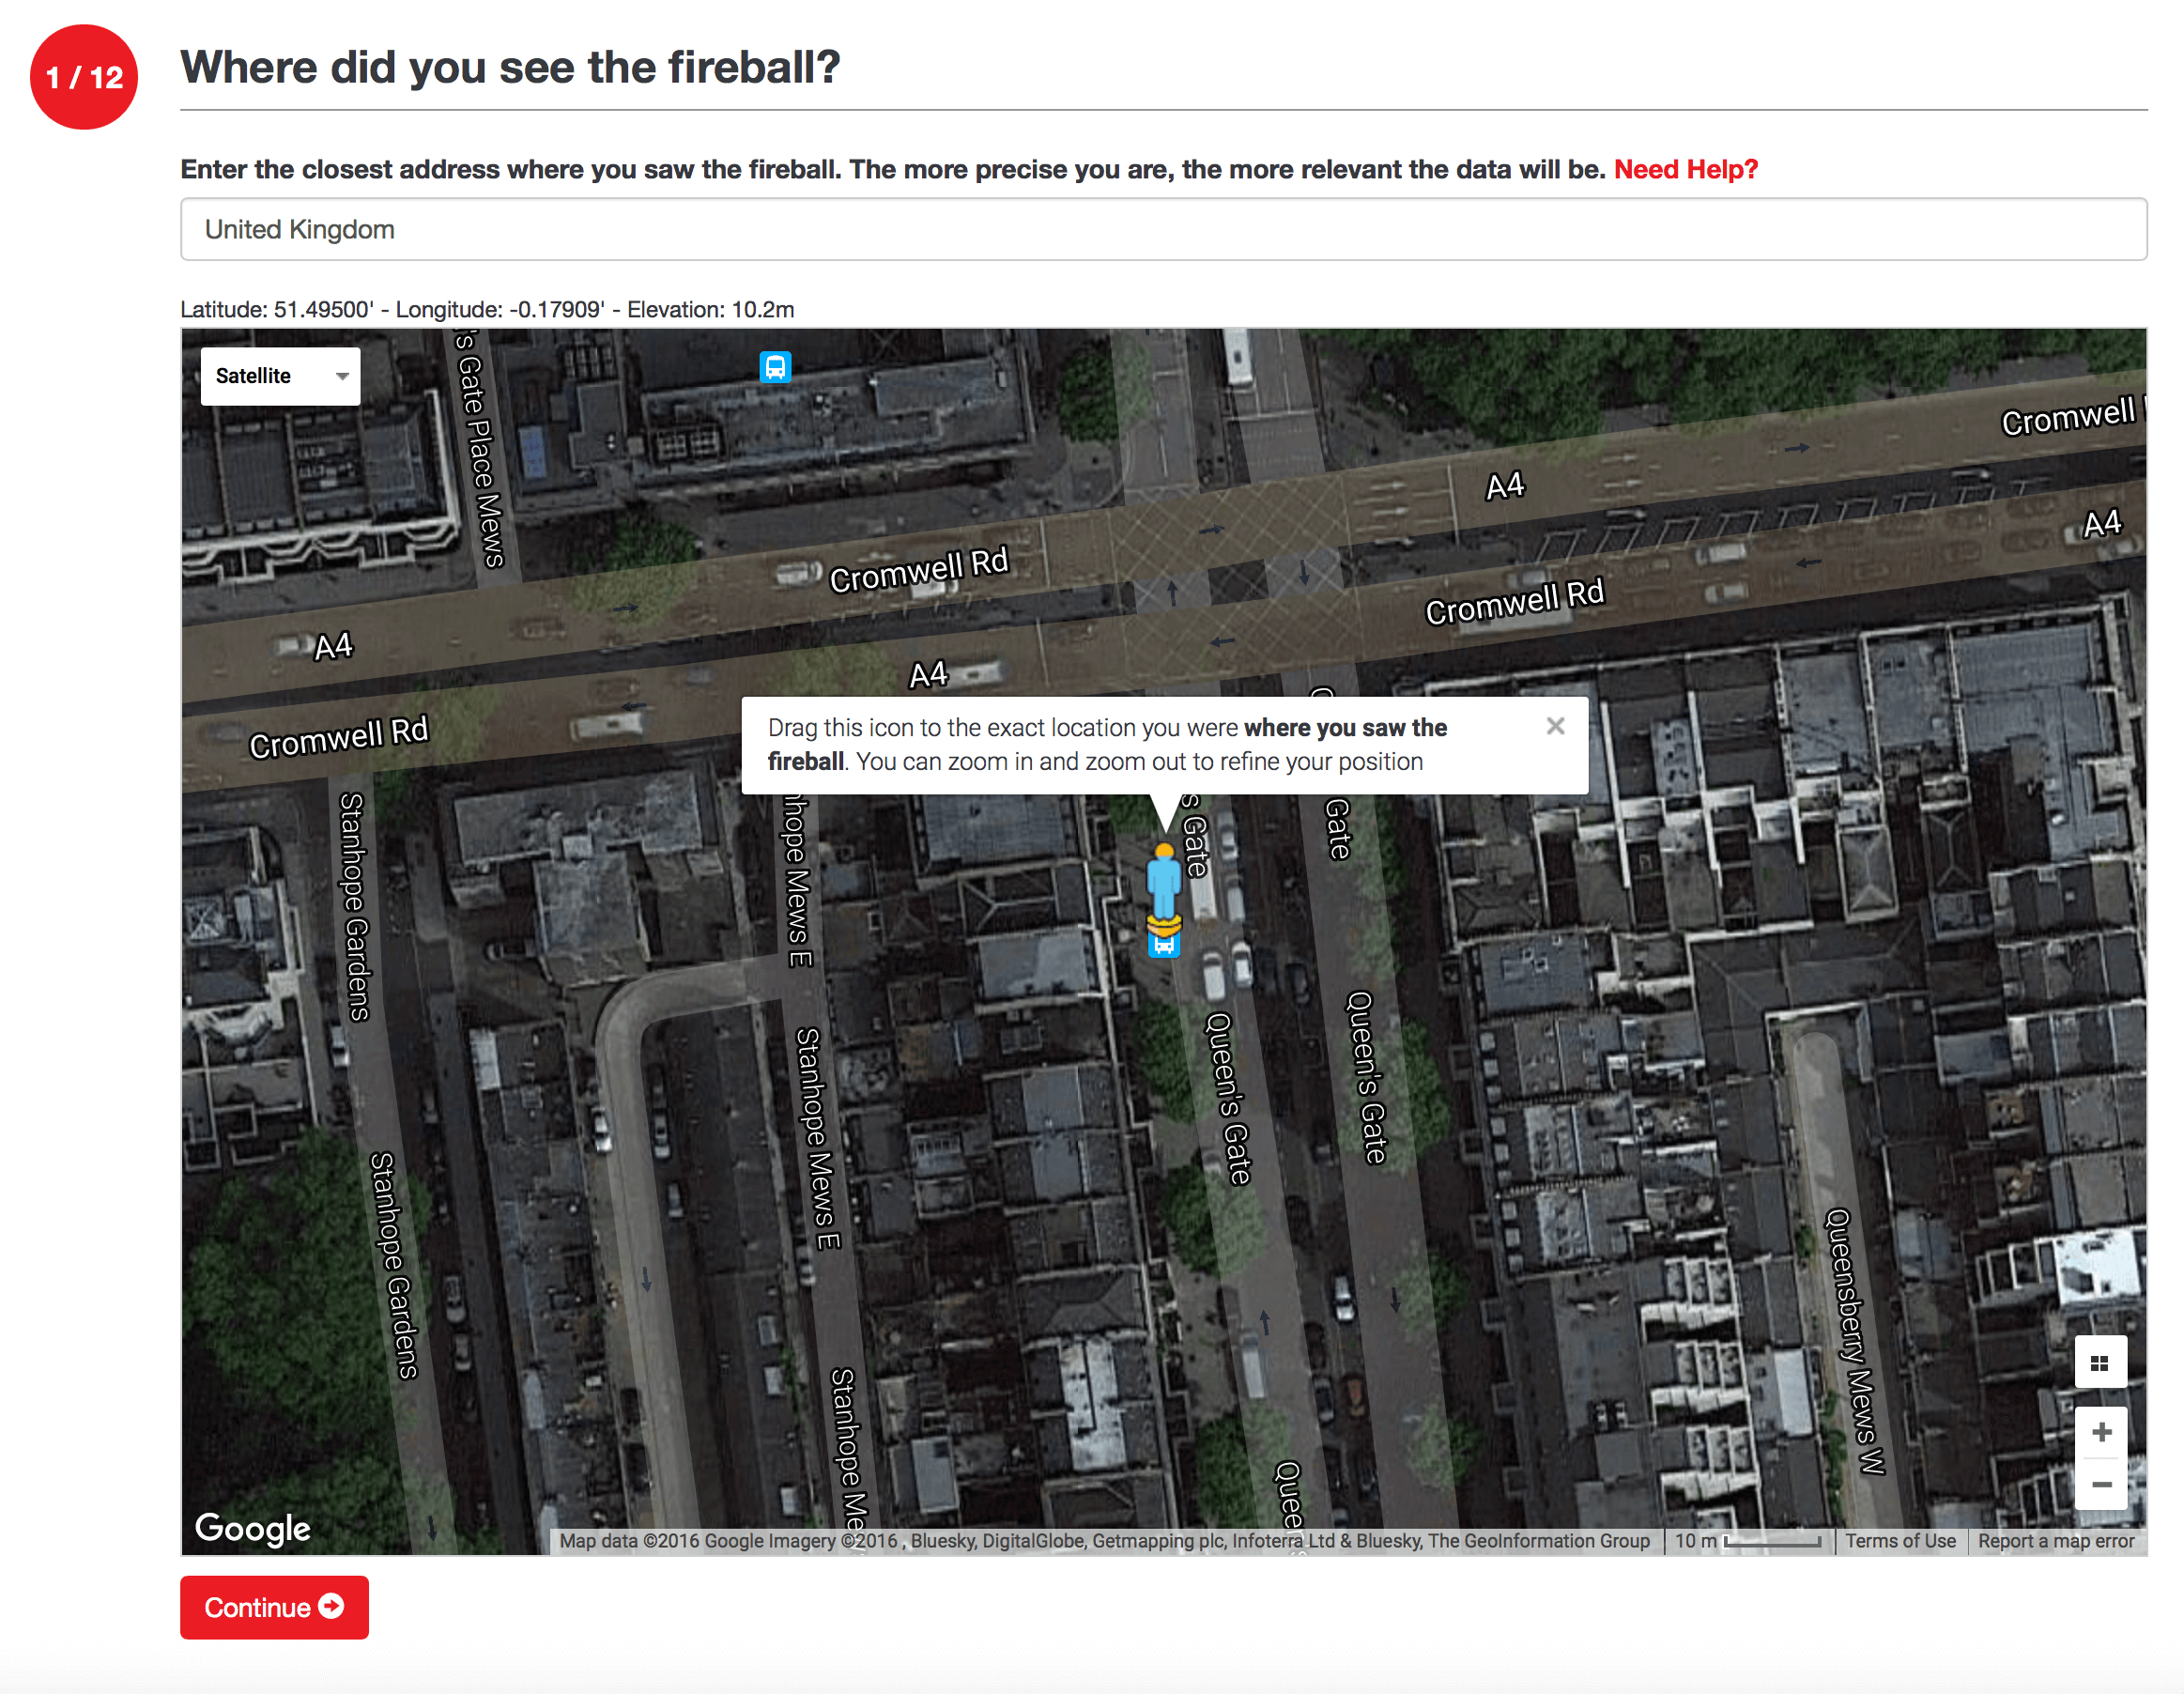 1 / 12
Where did you see the fireball?
Enter the closest address where you saw the fireball. The more precise you are, the more relevant the data will be. Need Help?
United Kingdom
Latitude: 51.49500' - Longitude: -0.17909' - Elevation: 10.2m
Satellite
's Gate Place Mews
Cromwell
A4
A4
Cromwell Rd
Cromwell Rd
A4
A4
Cromwell Rd
Drag this icon to the exact location you were where you saw the
fireball. You can zoom in and zoom out to refine your position
Stanhope Gardens
nhope Mews E
s Gate
Gate
Queen's Gate
Queen's Gate
Stanhope Mews E
Stanhope Gardens
Queensberry Mews W
Stanhope Me
Queen
Google
Map data ©2016 Google Imagery ©2016 , Bluesky, DigitalGlobe, Getmapping plc, Infoterra Ltd & Bluesky, The GeoInformation Group
10 m
Terms of Use
Report a map error
Continue